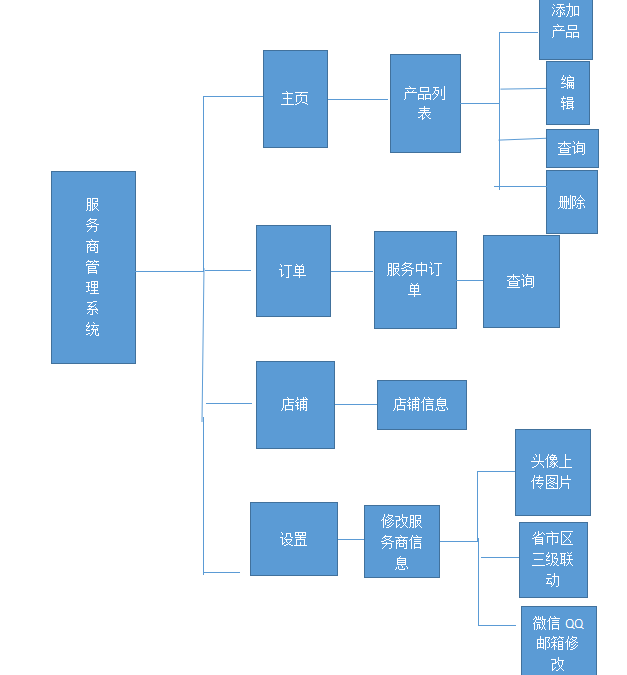 添加
产品
主页
产品列
表
编
辑
查询
删除
服
务
商
管
理
系
统
订单
服务中订
单
查询
店铺
店铺信息
头像上
传图片
设置
修改服
务商信
息
省市区
三级联
动
微信 QQ
邮箱修
改